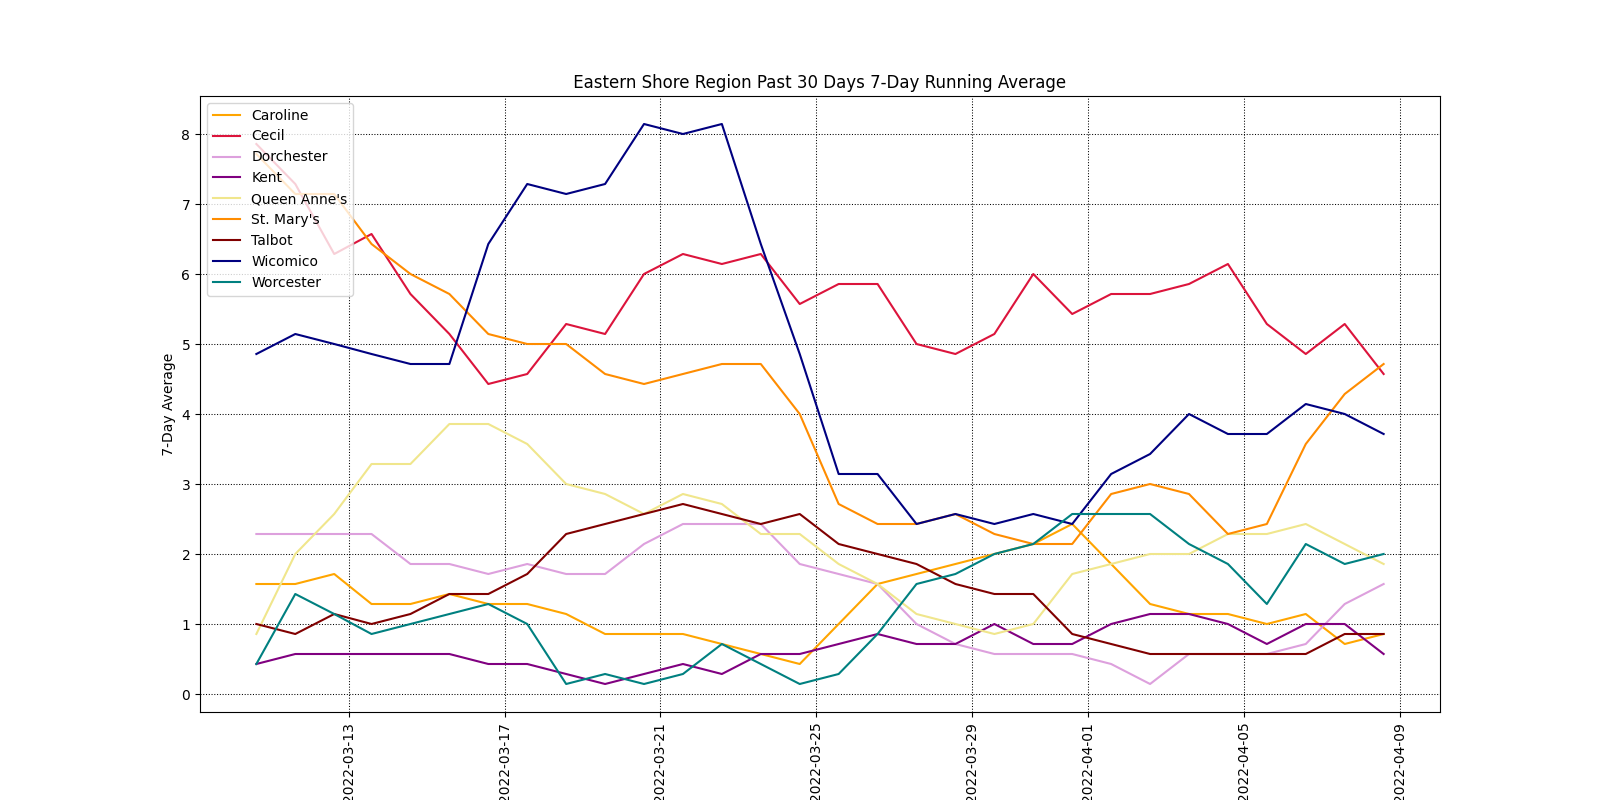 Eastern Shore Region Past 30 Days 7-Day Running Average
Caroline
Cecil
Dorchester
Kent
Queen Anne's
St. Mary's
Talbot
Wicomico
Worcester
7-Day Average
8
7
6
5
4
3
2
1
0
2022-03-13
2022-03-17
2022-03-21
2022-03-25
2022-03-29
2022-04-01
2022-04-05
2022-04-09